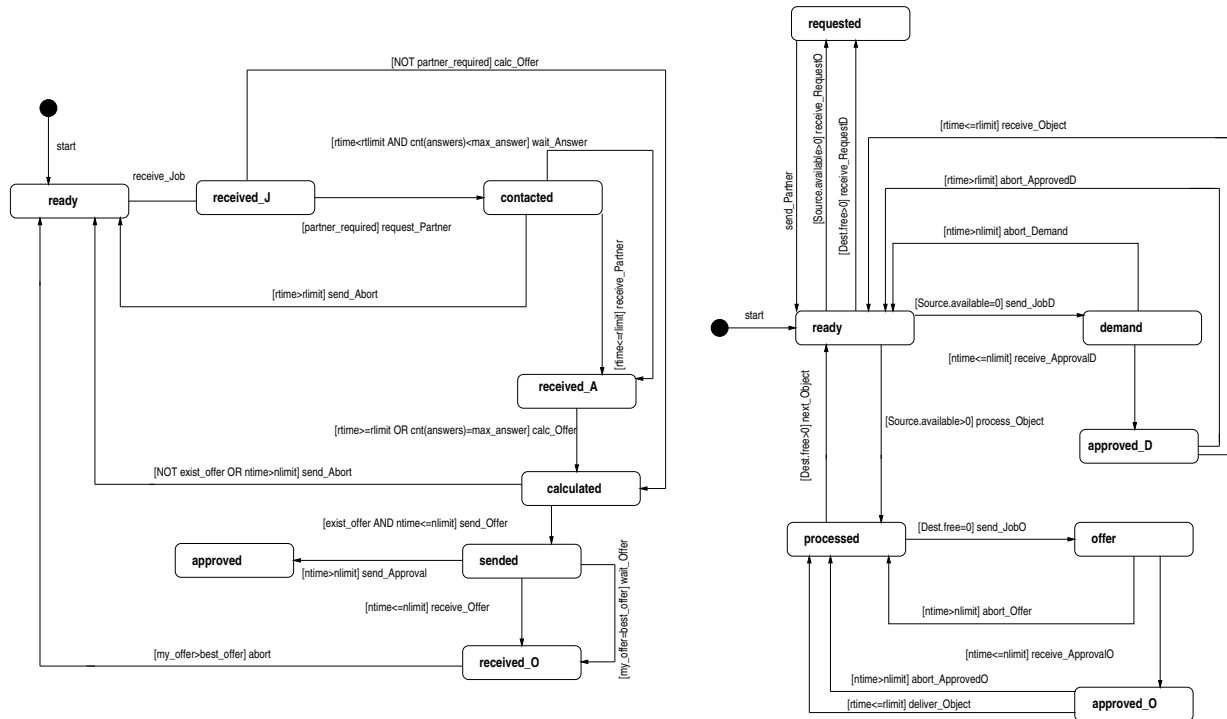 [NOT partner_required] calc_Offer
start
[rtime<rtlimit AND cnt(answers)<max_answer] wait_Answer
receive_Job
ready
received_J
contacted
[partner_required] request_Partner
[rtime>rlimit] send_Abort
[rtime<=rlimit] receive_Partner
received_A
[rtime>=rlimit OR cnt(answers)=max_answer] calc_Offer
[NOT exist_offer OR ntime>nlimit] send_Abort
calculated
[exist_offer AND ntime<=nlimit] send_Offer
approved
sended
[ntime>nlimit] send_Approval
[ntime<=nlimit] receive_Offer
[my_offer=best_offer] wait_Offer
[my_offer>best_offer] abort
received_O
requested
send_Partner
[Source.available>0] receive_RequestO
[Dest.free>0] receive_RequestD
[rtime<=rlimit] receive_Object
[rtime>rlimit] abort_ApprovedD
[ntime>nlimit] abort_Demand
start
ready
[Source.available=0] send_JobD
demand
[ntime<=nlimit] receive_ApprovalD
[Dest.free>0] next_Object
[Source.available>0] process_Object
approved_D
processed
[Dest.free=0] send_JobO
offer
[ntime>nlimit] abort_Offer
[ntime<=nlimit] receive_ApprovalO
[ntime>nlimit] abort_ApprovedO
[rtime<=rlimit] deliver_Object
approved_O